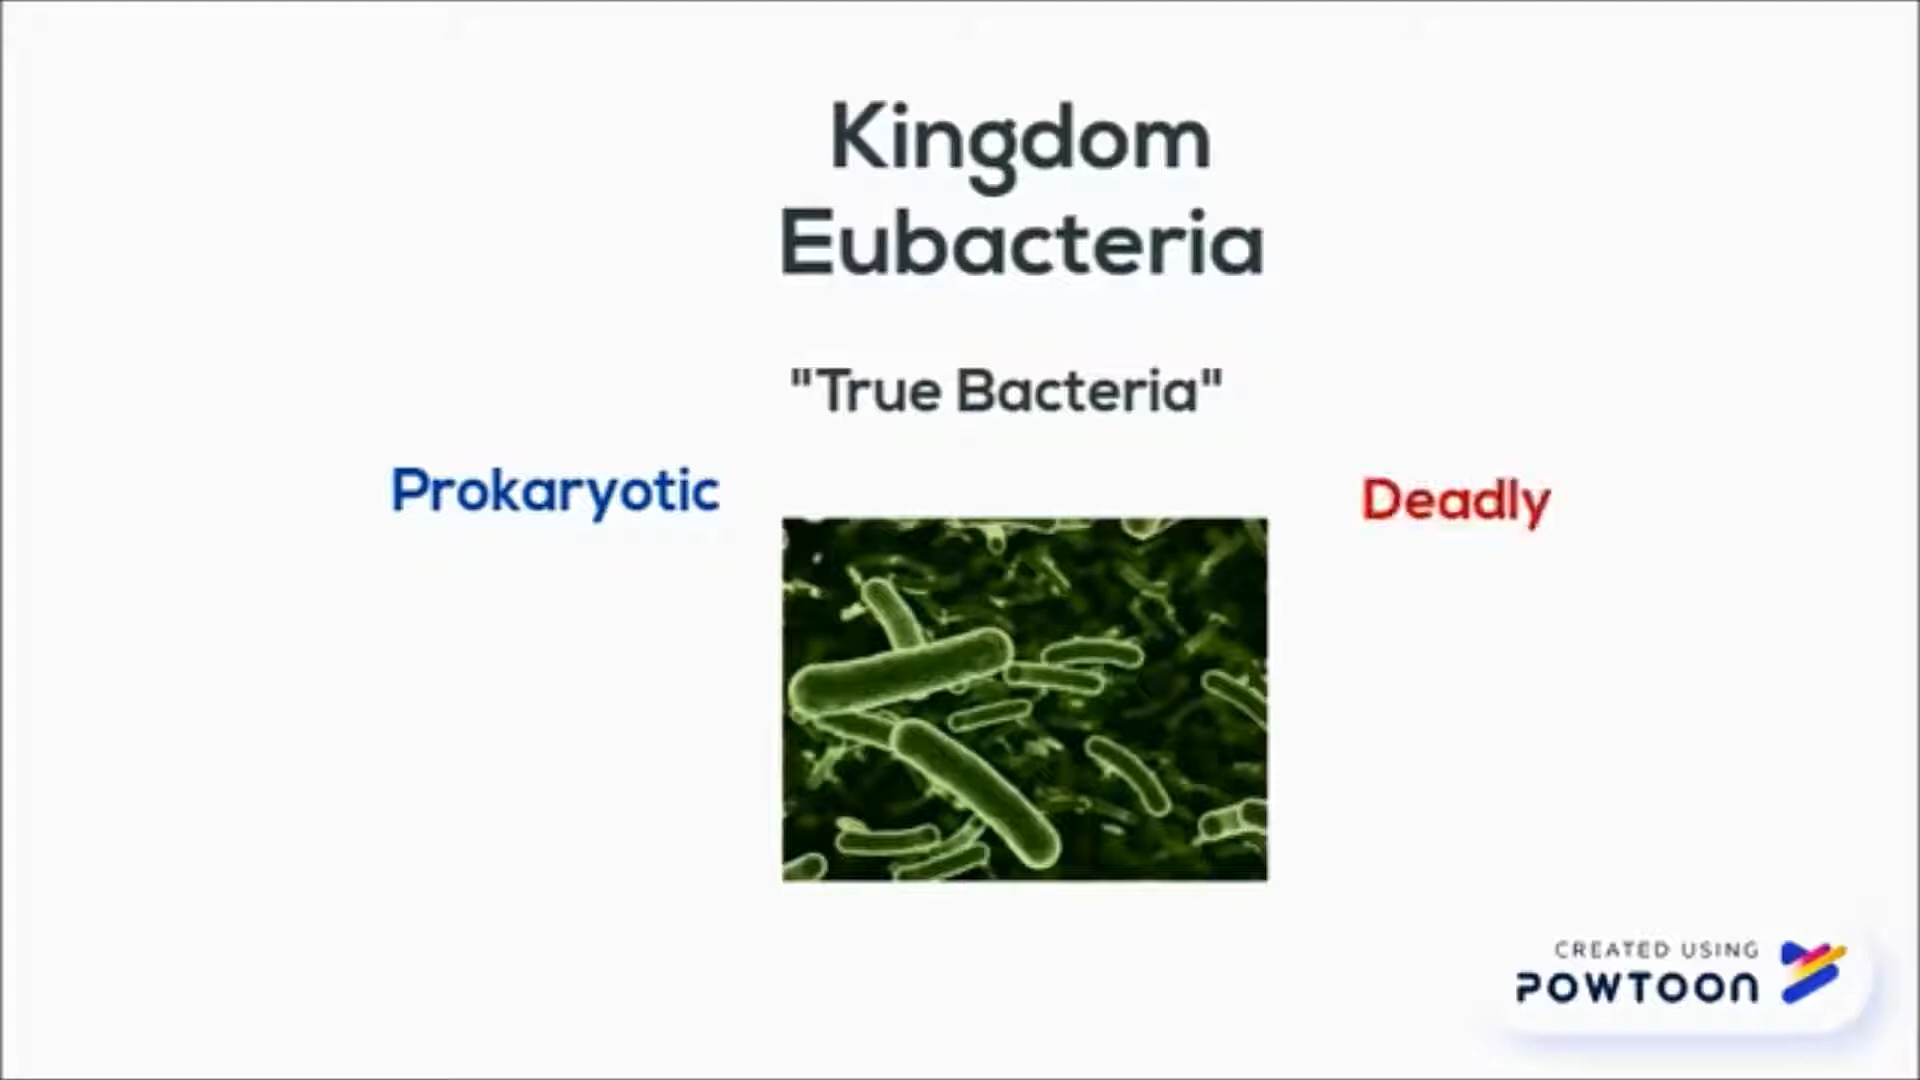 Kingdom
Eubacteria
"True Bacteria"
Prokaryotic
Deadly
CREATED USING
POWTOON